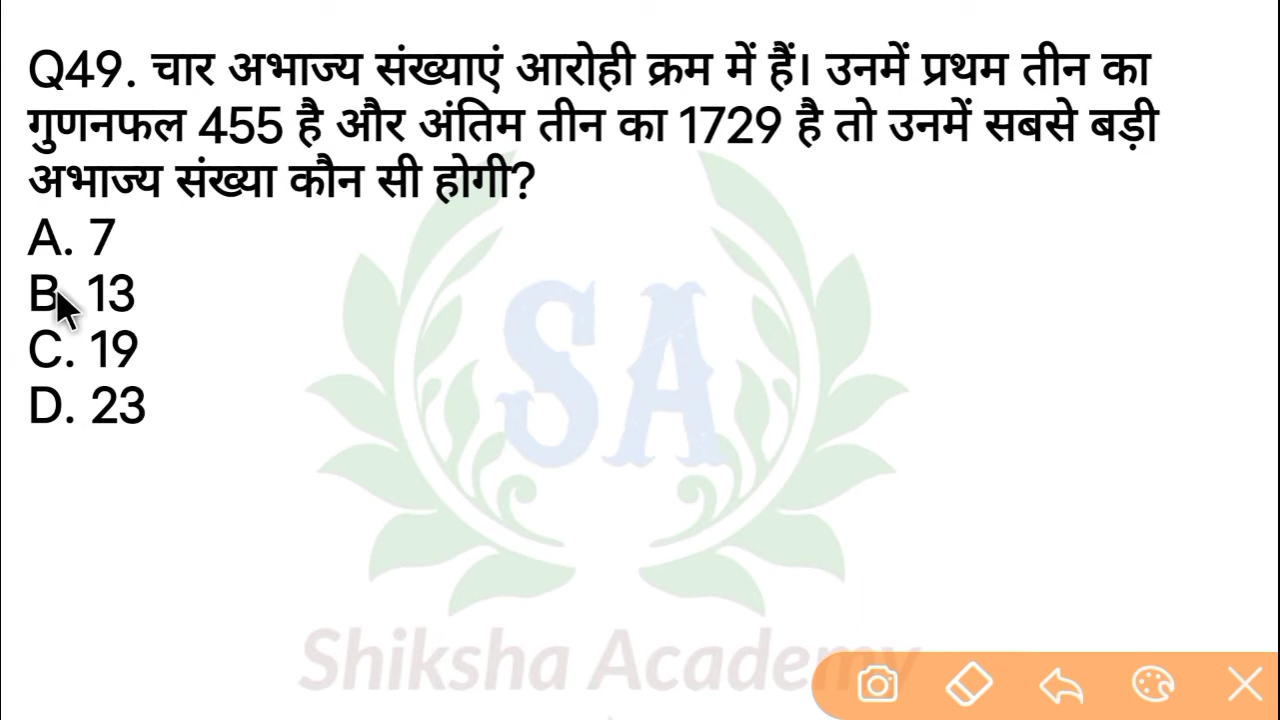 Q49. चार अभाज्य संख्याएं आरोही क्रम में हैं। उनमें प्रथम तीन का
गुणनफल 455 है और अंतिम तीन का 1729 है तो उनमें सबसे बड़ी
अभाज्य संख्या कौन सी होगी?
A. 7
B. 13
C. 19
D. 23
SA
Shiksha Academy